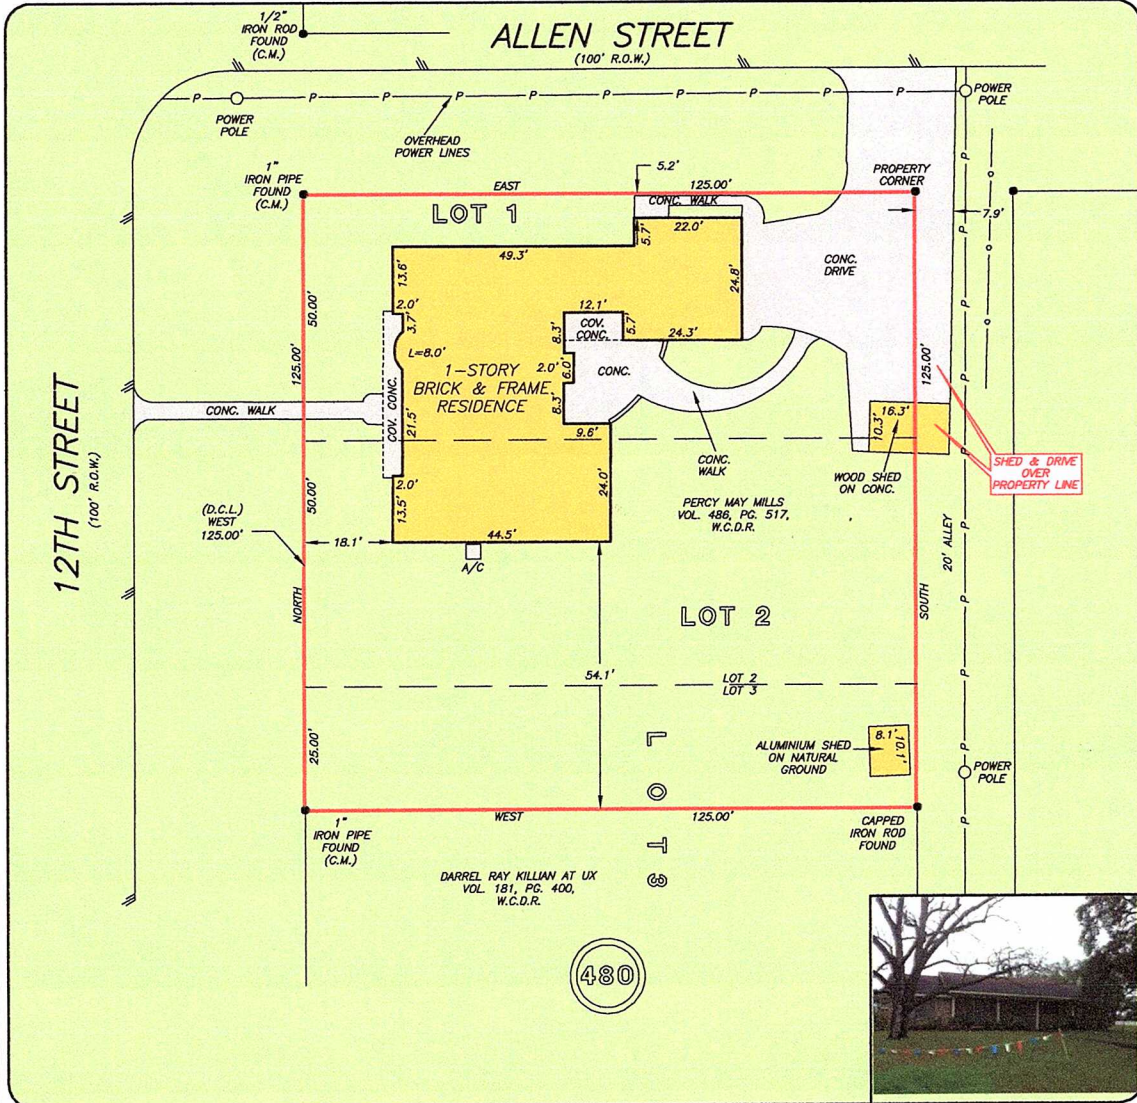 1/2"
IRON ROD
FOUND
(C.M.)
ALLEN STREET
(100' R.O.W.)
P P P P P P P P P P
POWER
POLE
POWER
POLE
OVERHEAD
POWER LINES
1"
IRON PIPE
FOUND
(C.M.)
EAST
5.2'
125.00'
PROPERTY
CORNER
LOT 1
CONC. WALK
22.0'
5.7'
7.9'
49.3'
13.6'
24.8'
CONC.
DRIVE
50.00'
2.0'
3.7'
12.1'
COV.
CONC.
8.3'
5.7'
24.3'
L=8.0'
125.00'
1-STORY
BRICK & FRAME
RESIDENCE
2.0'
6.0'
CONC.
125.00'
12TH STREET
(100' R.O.W.)
CONC. WALK
COV. CONC.
21.5'
8.3'
9.6'
16.3'
10.3'
CONC.
WALK
WOOD SHED
ON CONC.
SHED & DRIVE
OVER
PROPERTY LINE
2.0'
13.5'
24.0'
50.00'
PERCY MAY MILLS
VOL. 486, PG. 517,
W.C.D.R.
(D.C.L.)
WEST
125.00'
18.1'
44.5'
A/C
20' ALLEY
NORTH
SOUTH
LOT 2
54.1'
LOT 2
LOT 3
25.00'
LOT 3
ALUMINIUM SHED
ON NATURAL
GROUND
8.1'
10.1'
POWER
POLE
P P P P P P P P P P
WEST
125.00'
1"
IRON PIPE
FOUND
(C.M.)
CAPPED
IRON ROD
FOUND
DARREL RAY KILLIAN AT UX
VOL. 181, PG. 400,
W.C.D.R.
480